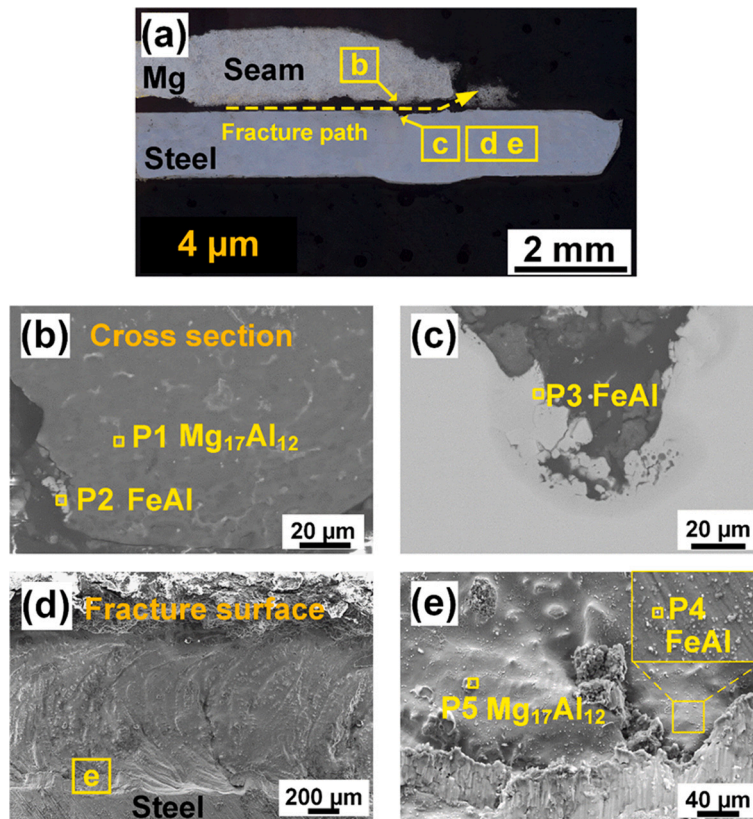 (a)
Mg
Seam
b
Fracture path
c
d e
Steel
4 µm
2 mm
(b)
Cross section
P1 Mg₁₇Al₁₂
P2 FeAl
20 µm
(c)
P3 FeAl
20 µm
(d)
Fracture surface
e
Steel
200 µm
(e)
P4
FeAl
P5 Mg₁₇Al₁₂
40 µm